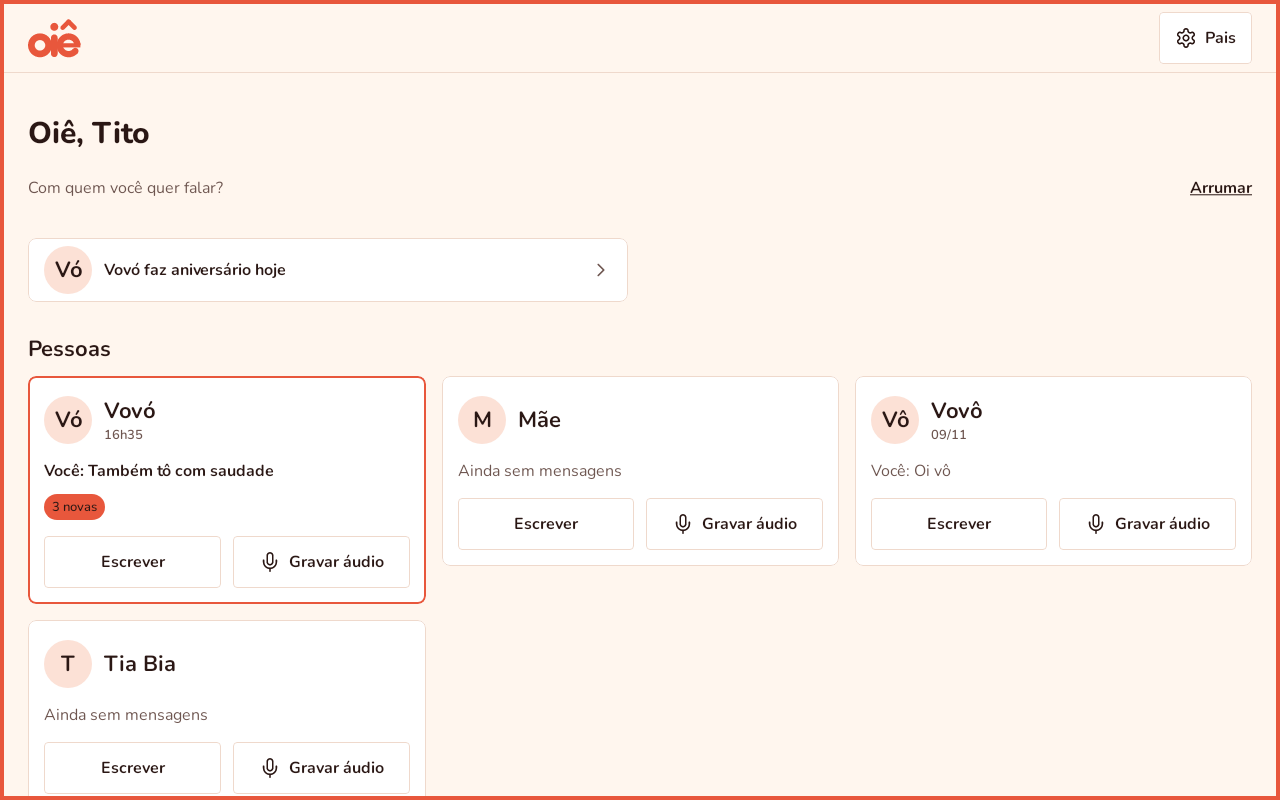 oiê
Pais
Oiê, Tito
Com quem você quer falar?
Arrumar
Vó
Vovó faz aniversário hoje
Pessoas
Vó
Vovó
16h35
Você: Também tô com saudade
3 novas
Escrever
Gravar áudio
M
Mãe
Ainda sem mensagens
Escrever
Gravar áudio
Vô
Vovô
09/11
Você: Oi vô
Escrever
Gravar áudio
T
Tia Bia
Ainda sem mensagens
Escrever
Gravar áudio